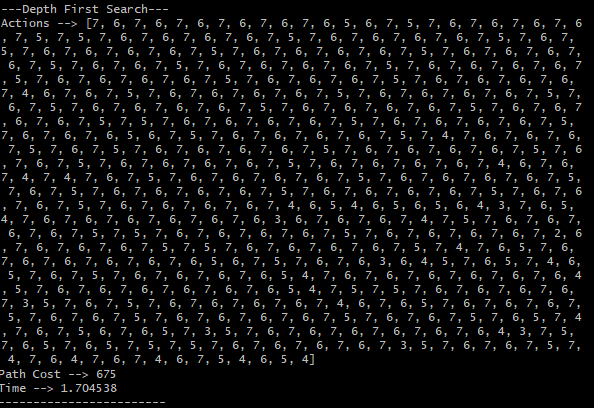 ---Depth First Search---
Actions --> [7, 6, 7, 6, 7, 6, 7, 6, 7, 6, 7, 6, 5, 6, 7, 5, 7, 6, 7, 6, 7, 6, 7, 6
, 7, 5, 7, 5, 7, 6, 7, 6, 7, 6, 7, 6, 7, 5, 7, 6, 7, 6, 7, 6, 7, 6, 7, 5, 7, 6, 7,
5, 7, 6, 7, 6, 7, 6, 7, 6, 7, 5, 7, 6, 7, 6, 7, 6, 7, 5, 7, 6, 7, 6, 7, 6, 7, 6, 7,
 6, 7, 5, 7, 6, 7, 6, 7, 6, 7, 6, 7, 5, 7, 6, 7, 6, 7, 6, 7, 5, 7, 6, 7, 6, 7, 6, 7
, 5, 7, 6, 7, 6, 7, 6, 7, 5, 7, 6, 7, 6, 7, 6, 7, 6, 7, 5, 7, 6, 7, 6, 7, 6, 7, 6,
7, 4, 6, 7, 6, 7, 5, 7, 6, 7, 6, 7, 6, 7, 5, 7, 6, 7, 6, 7, 6, 7, 6, 7, 6, 7, 5, 7,
 6, 7, 5, 7, 6, 7, 6, 7, 6, 7, 6, 7, 5, 7, 6, 7, 6, 7, 6, 7, 5, 7, 6, 7, 6, 7, 6, 7
, 6, 7, 6, 7, 5, 7, 5, 7, 6, 7, 6, 7, 6, 7, 6, 7, 5, 7, 6, 7, 6, 7, 6, 7, 6, 7, 5,
7, 6, 7, 6, 7, 6, 5, 6, 7, 5, 7, 6, 7, 6, 7, 6, 7, 6, 7, 5, 7, 4, 7, 6, 7, 6, 7, 6,
 7, 5, 7, 6, 7, 5, 7, 6, 7, 6, 7, 6, 7, 6, 7, 5, 7, 6, 7, 6, 7, 6, 7, 6, 7, 5, 7, 6
, 7, 6, 7, 5, 7, 6, 7, 6, 7, 6, 7, 6, 7, 5, 7, 6, 7, 6, 7, 6, 7, 6, 7, 4, 6, 7, 6,
7, 4, 7, 4, 7, 6, 7, 5, 7, 6, 7, 6, 7, 6, 7, 5, 7, 6, 7, 6, 7, 6, 7, 6, 7, 6, 7, 5,
 7, 6, 7, 5, 7, 6, 7, 6, 7, 6, 7, 6, 7, 5, 7, 6, 7, 6, 7, 6, 7, 6, 7, 5, 7, 6, 7, 6
, 7, 6, 7, 5, 7, 6, 7, 6, 7, 6, 7, 6, 7, 4, 6, 5, 4, 6, 5, 6, 5, 6, 4, 3, 7, 6, 5,
4, 7, 6, 7, 6, 7, 6, 7, 6, 7, 6, 7, 6, 3, 6, 7, 6, 7, 6, 7, 4, 7, 5, 7, 6, 7, 6, 7,
 6, 7, 6, 7, 5, 7, 5, 7, 6, 7, 6, 7, 6, 7, 6, 7, 5, 7, 6, 7, 6, 7, 6, 7, 6, 7, 2, 6
, 7, 6, 7, 6, 7, 6, 7, 5, 7, 5, 7, 6, 7, 6, 7, 6, 7, 6, 7, 5, 7, 4, 7, 6, 5, 7, 6,
7, 6, 7, 6, 7, 6, 7, 6, 7, 6, 5, 6, 7, 5, 7, 6, 7, 6, 3, 6, 4, 5, 7, 6, 5, 7, 4, 6,
 5, 7, 6, 5, 7, 6, 7, 6, 7, 6, 7, 6, 5, 4, 7, 6, 7, 6, 7, 6, 7, 6, 7, 6, 7, 6, 7, 4
, 5, 7, 6, 7, 6, 7, 6, 7, 6, 7, 6, 5, 4, 7, 5, 7, 5, 7, 6, 7, 6, 7, 6, 7, 6, 7, 6,
7, 3, 5, 7, 6, 7, 5, 7, 6, 7, 6, 7, 6, 7, 6, 7, 4, 6, 7, 6, 5, 7, 6, 7, 6, 7, 6, 7,
 5, 7, 6, 7, 6, 7, 5, 7, 6, 7, 6, 7, 6, 7, 6, 7, 5, 7, 6, 7, 6, 7, 5, 7, 6, 5, 7, 4
, 7, 6, 7, 5, 7, 6, 7, 6, 5, 7, 3, 5, 7, 6, 7, 6, 7, 6, 7, 6, 7, 6, 7, 6, 4, 3, 7, 5, 7,
7, 6, 5, 7, 6, 5, 7, 5, 7, 5, 7, 6, 7, 6, 7, 6, 7, 6, 7, 3, 5, 7, 6, 7, 6, 7, 5, 7,
 4, 7, 6, 4, 7, 6, 7, 4, 6, 7, 5, 4, 6, 5, 4]
Path Cost --> 675
Time --> 1.704538
------------------------